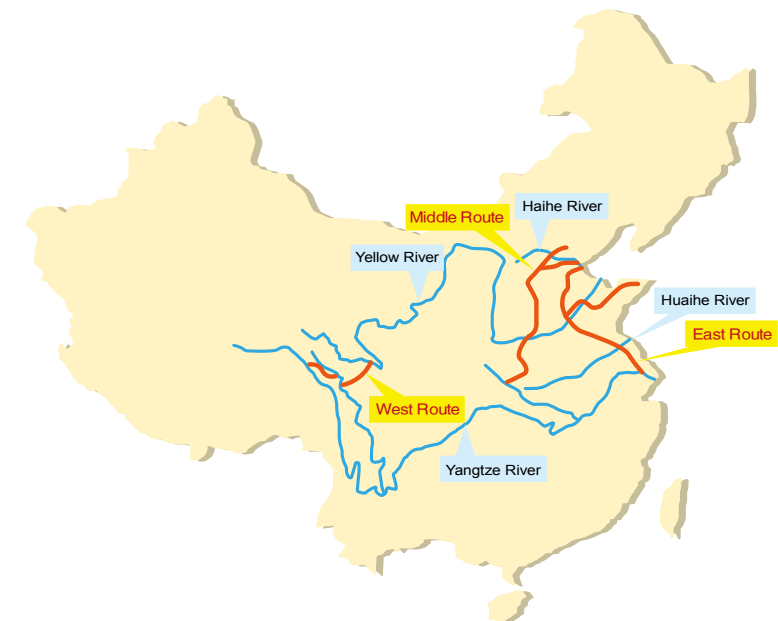 Haihe River
Middle Route
Yellow River
Huaihe River
East Route
West Route
Yangtze River